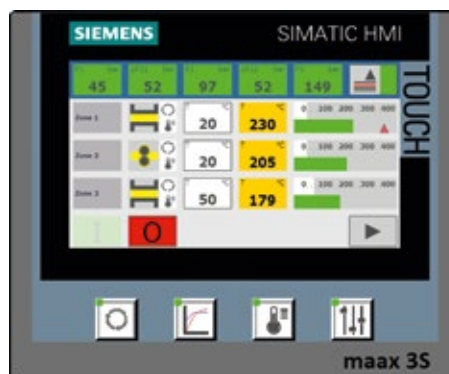 SIEMENS SIMATIC HMI
TOUCH
45 52 97 52 149
Zone 1 20 °C 230 °C 0 100 200 300 400
Zone 2 20 °C 205 °C 0 100 200 300 400
Zone 3 50 °C 179 °C 0 100 200 300 400
I O
maax 3S